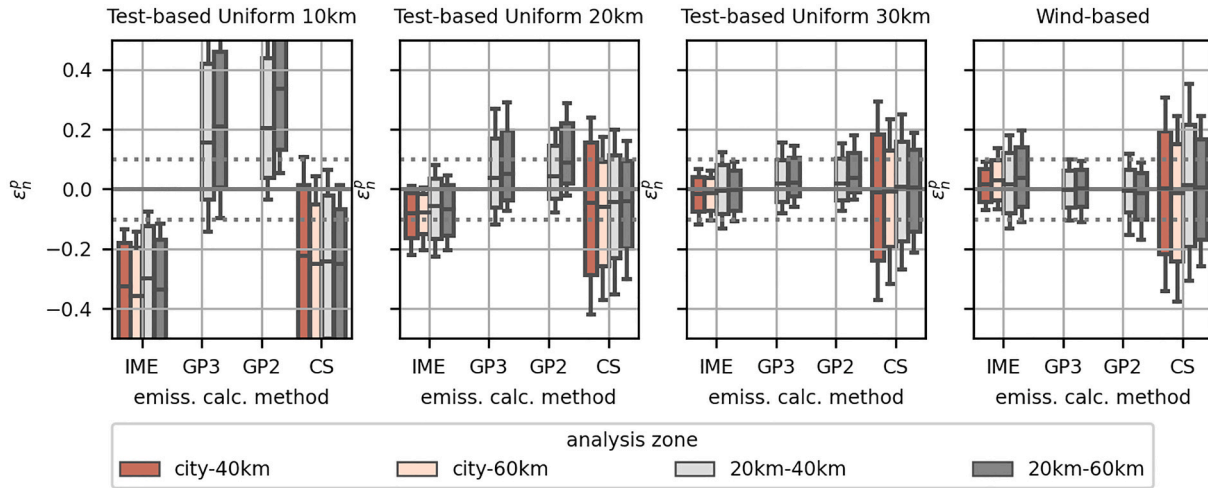 Test-based Uniform 10km Test-based Uniform 20km Test-based Uniform 30km Wind-based
0.4
0.2
0.0
−0.2
−0.4
εₙᵖ εₙᵖ εₙᵖ εₙᵖ
IME GP3 GP2 CS IME GP3 GP2 CS IME GP3 GP2 CS IME GP3 GP2 CS
emiss. calc. method emiss. calc. method emiss. calc. method emiss. calc. method
analysis zone
city-40km city-60km 20km-40km 20km-60km